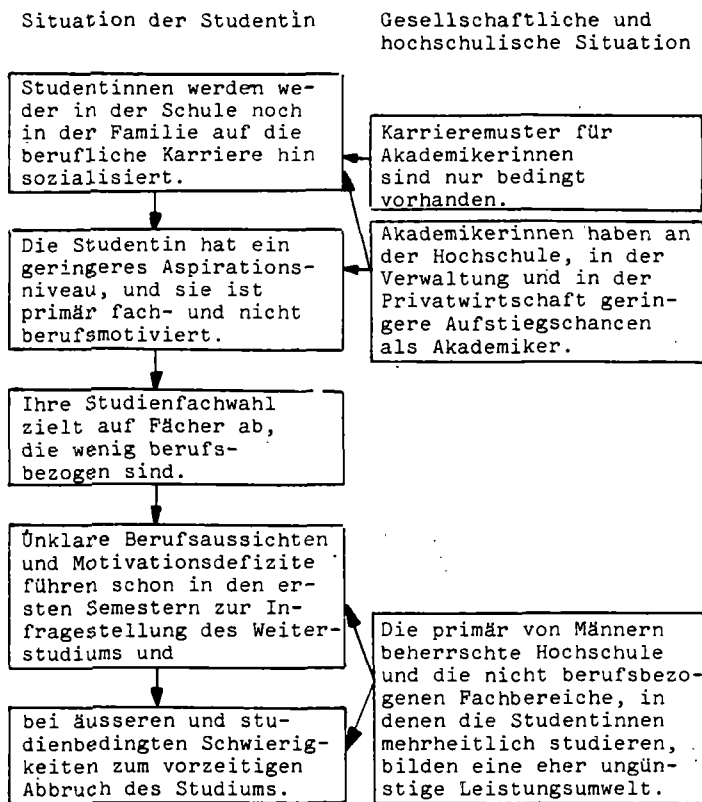 Situation der Studentin
Gesellschaftliche und
hochschulische Situation
Studentinnen werden we-
der in der Schule noch
in der Familie auf die
berufliche Karriere hin
sozialisiert.
Karrieremuster für
Akademikerinnen
sind nur bedingt
vorhanden.
Die Studentin hat ein
geringeres Aspirations-
niveau, und sie ist
primär fach- und nicht
berufsmotiviert.
Akademikerinnen haben an
der Hochschule, in der
Verwaltung und in der
Privatwirtschaft gerin-
gere Aufstiegschancen
als Akademiker.
Ihre Studienfachwahl
zielt auf Fächer ab,
die wenig berufs-
bezogen sind.
Unklare Berufsaussichten
und Motivationsdefizite
führen schon in den er-
sten Semestern zur In-
fragestellung des Weiter-
studiums und
Die primär von Männern
beherrschte Hochschule
und die nicht berufsbezo-
genen Fachbereiche, in
denen die Studentinnen
mehrheitlich studieren,
bilden eine eher ungün-
stige Leistungsumwelt.
bei äusseren und stu-
dienbedingten Schwierig-
keiten zum vorzeitigen
Abbruch des Studiums.